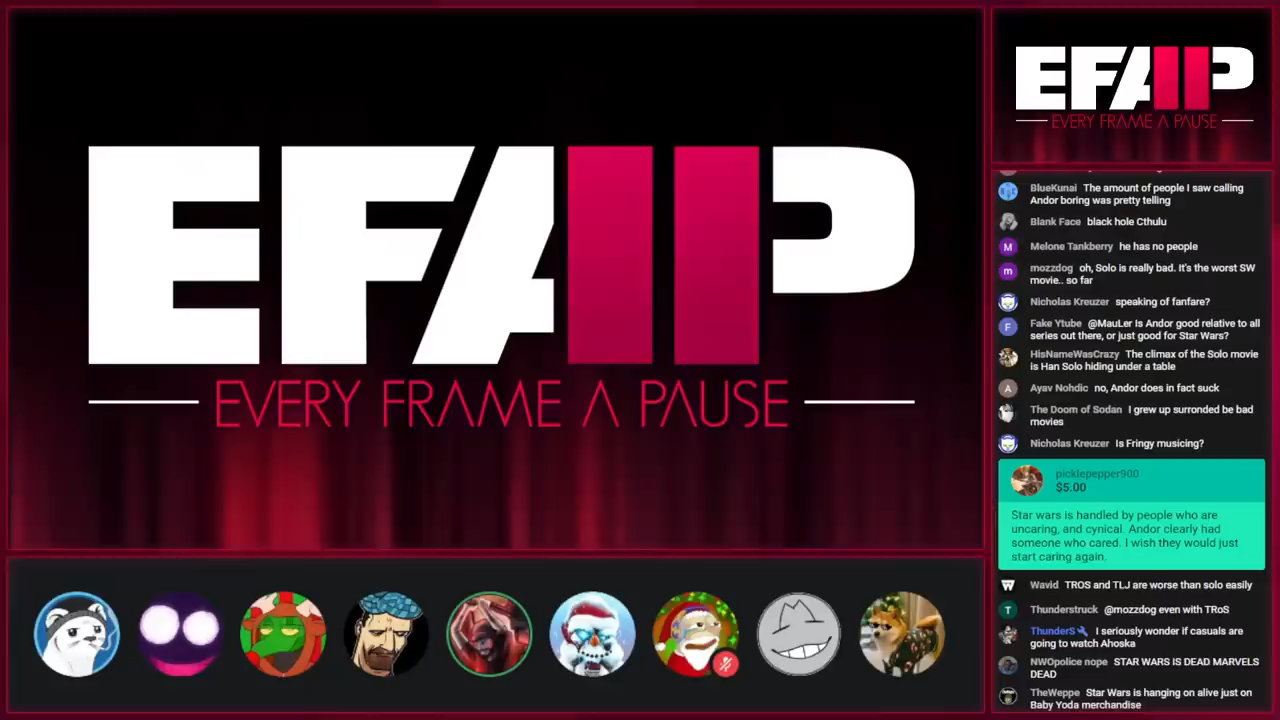 EFAP
EVERY FRAME A PAUSE
EFAP
EVERY FRAME A PAUSE
BlueKunai The amount of people I saw calling
Andor boring was pretty telling
Blank Face black hole Cthulu
M Melone Tankberry he has no people
m mozzdog oh, Solo is really bad. It's the worst SW
movie.. so far
Nicholas Kreuzer speaking of fanfare?
F Fake Ytube @MauLer Is Andor good relative to all
series out there, or just good for Star Wars?
HisNameWasCrazy The climax of the Solo movie
is Han Solo hiding under a table
A Ayav Nohdic no, Andor does in fact suck
The Doom of Sodan I grew up surronded be bad
movies
Nicholas Kreuzer Is Fringy musicing?
picklepepper900
$5.00
Star wars is handled by people who are
uncaring, and cynical. Andor clearly had
someone who cared. I wish they would just
start caring again.
W Wavid TROS and TLJ are worse than solo easily
T Thunderstruck @mozzdog even with TRoS
ThunderS I seriously wonder if casuals are
going to watch Ahoska
NWOpolice nope STAR WARS IS DEAD MARVELS
DEAD
TheWeppe Star Wars is hanging on alive just on
Baby Yoda merchandise